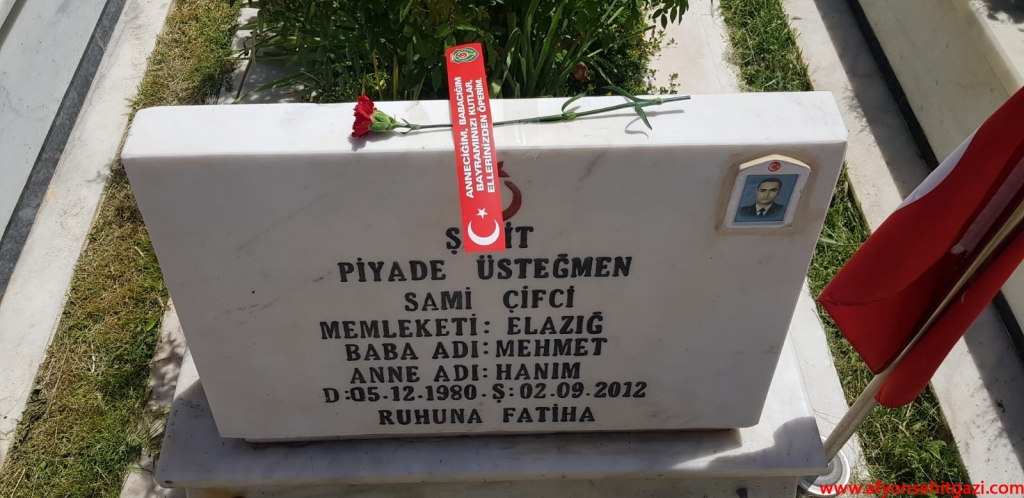 ANNECİĞİM, BABACIĞIM
BAYRAMINIZI KUTLAR,
ELLERİNİZDEN ÖPERİM.
PİYADE ÜSTEĞMEN
SAMİ ÇİFCİ
MEMLEKETİ: ELAZIĞ
BABA ADI: MEHMET
ANNE ADI: HANIM
D:05.12.1980.Ş:02.09.2012
RUHUNA FATİHA
www.afyonsehitgazi.com